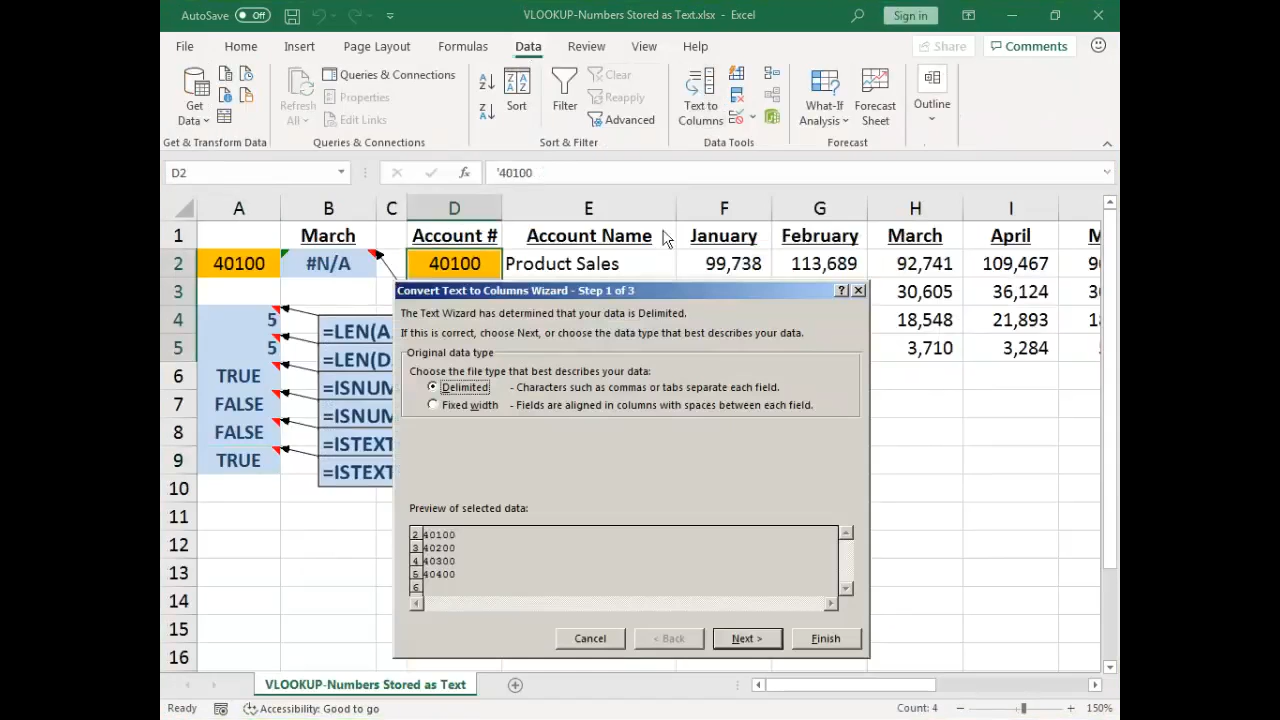 AutoSave Off VLOOKUP-Numbers Stored as Text.xlsx - Excel Sign in
File Home Insert Page Layout Formulas Data Review View Help Share Comments
Get Data Refresh All Queries & Connections Properties Edit Links Sort Filter Clear Reapply Advanced Text to Columns What-If Analysis Forecast Sheet Outline
Get & Transform Data Queries & Connections Sort & Filter Data Tools Forecast
D2 fx '40100
A B C D E F G H I
1 March Account # Account Name January February March April M
2 40100 #N/A 40100 Product Sales 99,738 113,689 92,741 109,467
3 30,605 36,124
4 5 =LEN(A 18,548 21,893
5 5 =LEN(D 3,710 3,284
6 TRUE =ISNUM
7 FALSE =ISNUM
8 FALSE =ISTEXT
9 TRUE =ISTEXT
10
11
12
13
14
15
16
Convert Text to Columns Wizard - Step 1 of 3
The Text Wizard has determined that your data is Delimited.
If this is correct, choose Next, or choose the data type that best describes your data.
Original data type
Choose the file type that best describes your data:
Delimited - Characters such as commas or tabs separate each field.
Fixed width - Fields are aligned in columns with spaces between each field.
Preview of selected data:
2 40100
3 40200
4 40300
5 40400
6
Cancel < Back Next > Finish
VLOOKUP-Numbers Stored as Text
Ready Accessibility: Good to go Count: 4 150%